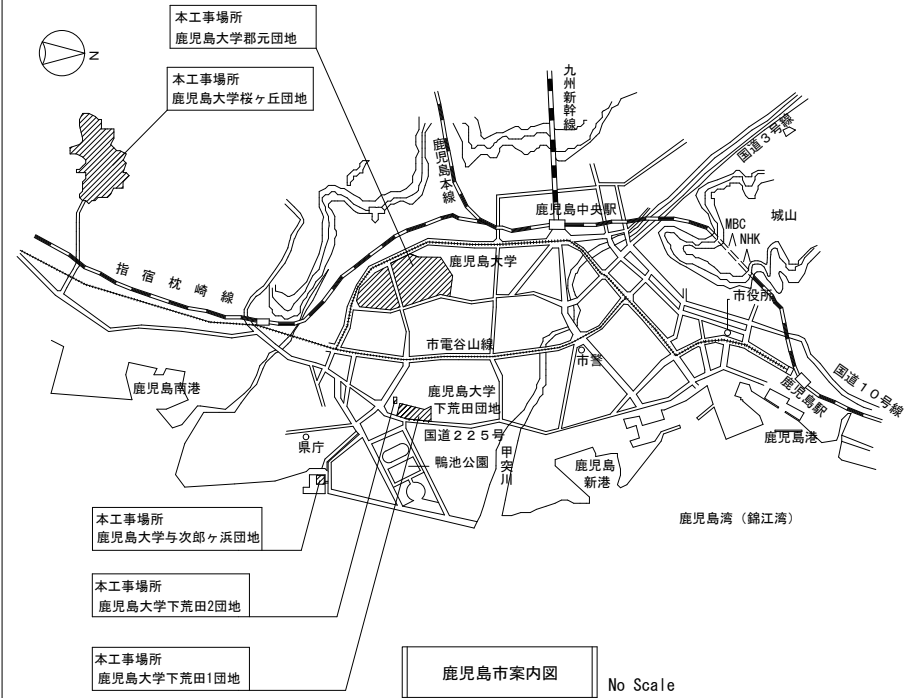 本工事場所
鹿児島大学郡元団地
N
本工事場所
鹿児島大学桜ヶ丘団地
九州新幹線
鹿児島本線
国道3号線
鹿児島中央駅
城山
MBC
NHK
鹿児島大学
指宿枕崎線
市役所
市電谷山線
市警
国道10号線
鹿児島駅
鹿児島南港
鹿児島大学
下荒田団地
国道225号
鹿児島港
県庁
鴨池公園
甲突川
鹿児島
新港
鹿児島湾（錦江湾）
本工事場所
鹿児島大学与次郎ヶ浜団地
本工事場所
鹿児島大学下荒田2団地
本工事場所
鹿児島大学下荒田1団地
鹿児島市案内図
No Scale